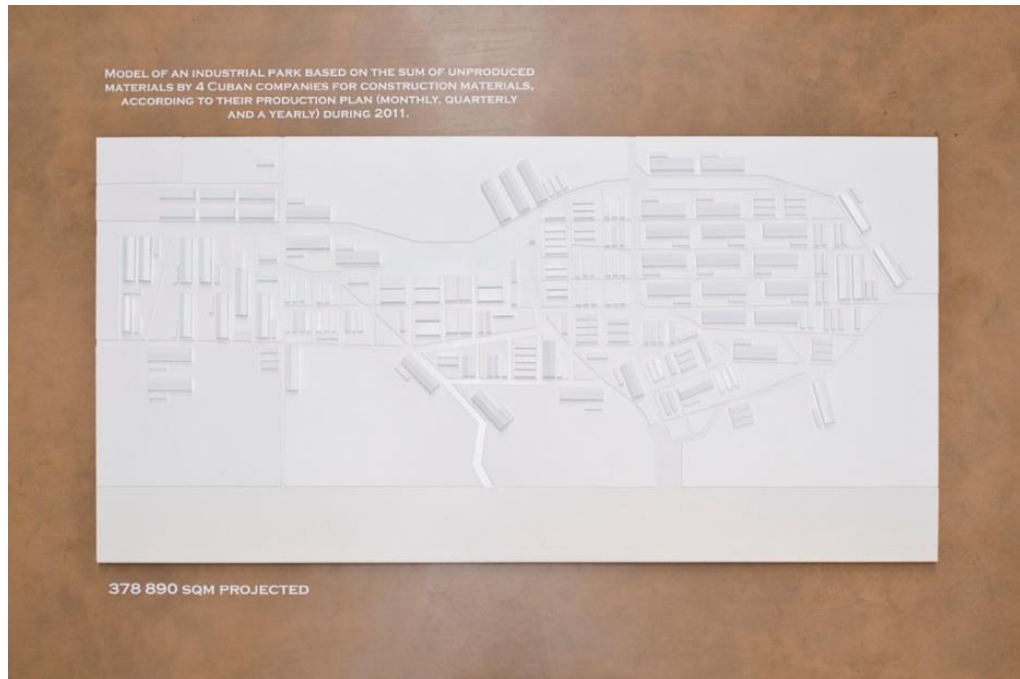 Model of an industrial park based on the sum of unproduced
materials by 4 Cuban companies for construction materials,
according to their production plan (monthly, quarterly
and a yearly) during 2011.
378 890 sqm projected